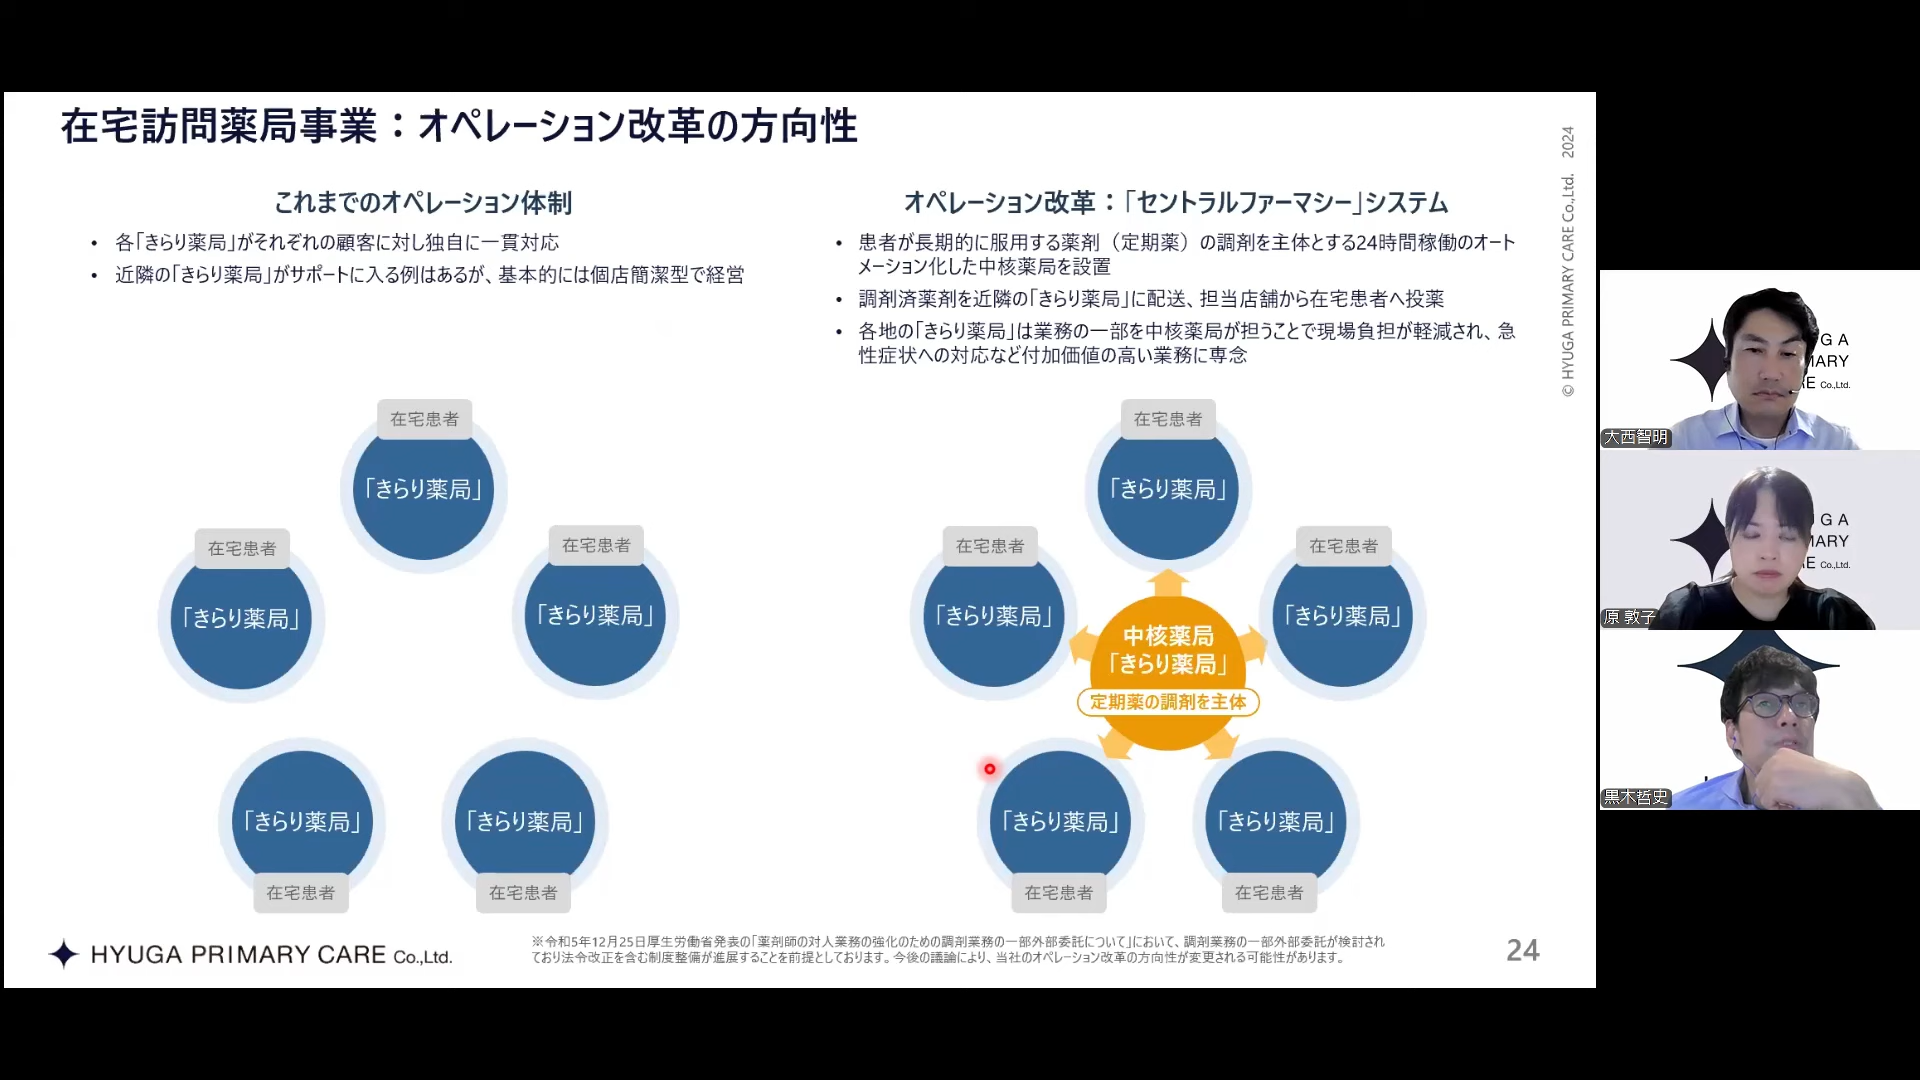 在宅訪問薬局事業：オペレーション改革の方向性
© HYUGA PRIMARY CARE Co.,Ltd. 2024
これまでのオペレーション体制
• 各「きらり薬局」がそれぞれの顧客に対し独自に一貫対応
• 近隣の「きらり薬局」がサポートに入る例はあるが、基本的には個店簡潔型で経営
オペレーション改革：「セントラルファーマシー」システム
• 患者が長期的に服用する薬剤（定期薬）の調剤を主体とする24時間稼働のオート
メーション化した中核薬局を設置
• 調剤済薬剤を近隣の「きらり薬局」に配送、担当店舗から在宅患者へ投薬
• 各地の「きらり薬局」は業務の一部を中核薬局が担うことで現場負担が軽減され、急
性症状への対応など付加価値の高い業務に専念
在宅患者
「きらり薬局」
在宅患者
「きらり薬局」
在宅患者
「きらり薬局」
「きらり薬局」
在宅患者
「きらり薬局」
在宅患者
在宅患者
「きらり薬局」
在宅患者
「きらり薬局」
在宅患者
「きらり薬局」
中核薬局
「きらり薬局」
定期薬の調剤を主体
「きらり薬局」
在宅患者
「きらり薬局」
在宅患者
HYUGA PRIMARY CARE Co.,Ltd.
※令和5年12月25日厚生労働省発表の「薬剤師の対人業務の強化のための調剤業務の一部外部委託について」において、調剤業務の一部外部委託が検討され
ており法令改正を含む制度整備が進展することを前提としております。今後の議論により、当社のオペレーション改革の方向性が変更される可能性があります。
24
GA
MARY
RE Co.,Ltd.
大西智明
GA
MARY
E Co.,Ltd.
原 敦子
黒木哲史